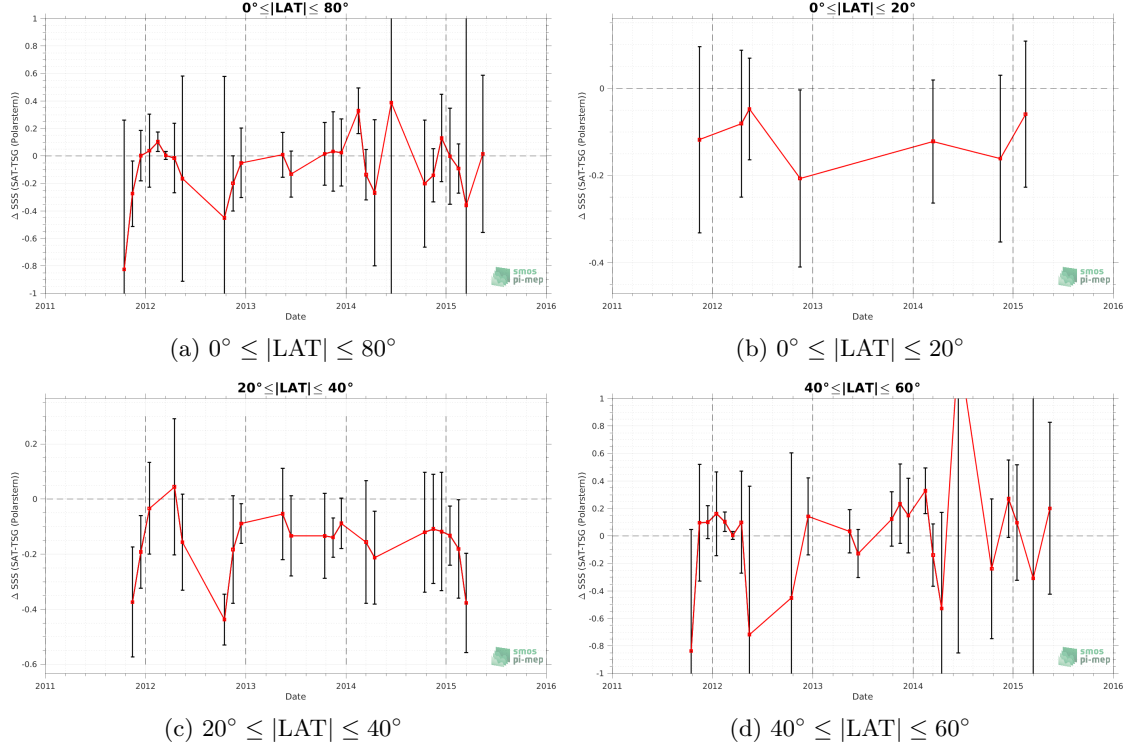 0°≤|LAT|≤ 80°
Δ SSS (SAT-TSG (Polarstern))
1
0.8
0.6
0.4
0.2
0
-0.2
-0.4
-0.6
-0.8
-1
2011 2012 2013 2014 2015 2016
Date
smos
pi-mep
(a) 0° ≤ |LAT| ≤ 80°
0°≤|LAT|≤ 20°
Δ SSS (SAT-TSG (Polarstern))
0
-0.2
-0.4
2011 2012 2013 2014 2015 2016
Date
smos
pi-mep
(b) 0° ≤ |LAT| ≤ 20°
20°≤|LAT|≤ 40°
Δ SSS (SAT-TSG (Polarstern))
0.2
0
-0.2
-0.4
-0.6
2011 2012 2013 2014 2015 2016
Date
smos
pi-mep
(c) 20° ≤ |LAT| ≤ 40°
40°≤|LAT|≤ 60°
Δ SSS (SAT-TSG (Polarstern))
1
0.8
0.6
0.4
0.2
0
-0.2
-0.4
-0.6
-0.8
-1
2011 2012 2013 2014 2015 2016
Date
smos
pi-mep
(d) 40° ≤ |LAT| ≤ 60°